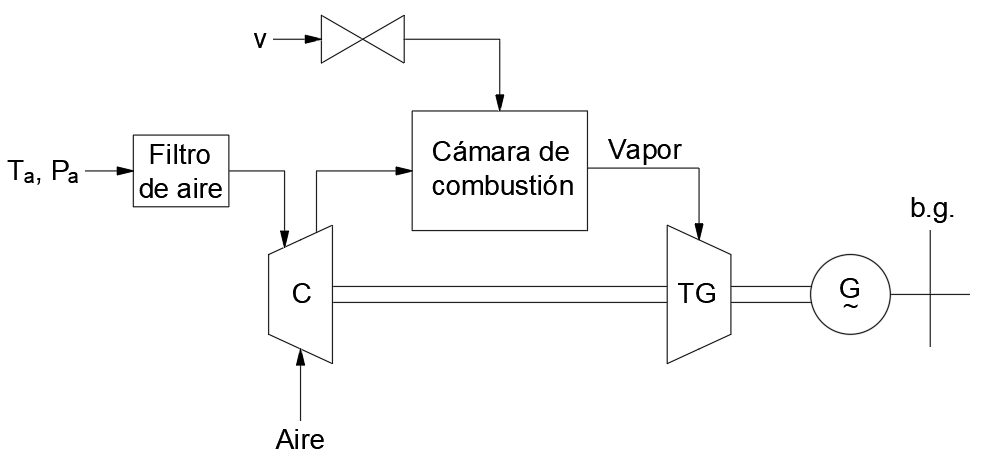 v
Cámara de
combustión
Vapor
Filtro
de aire
Tₐ, Pₐ
b.g.
C
TG
G
~
Aire